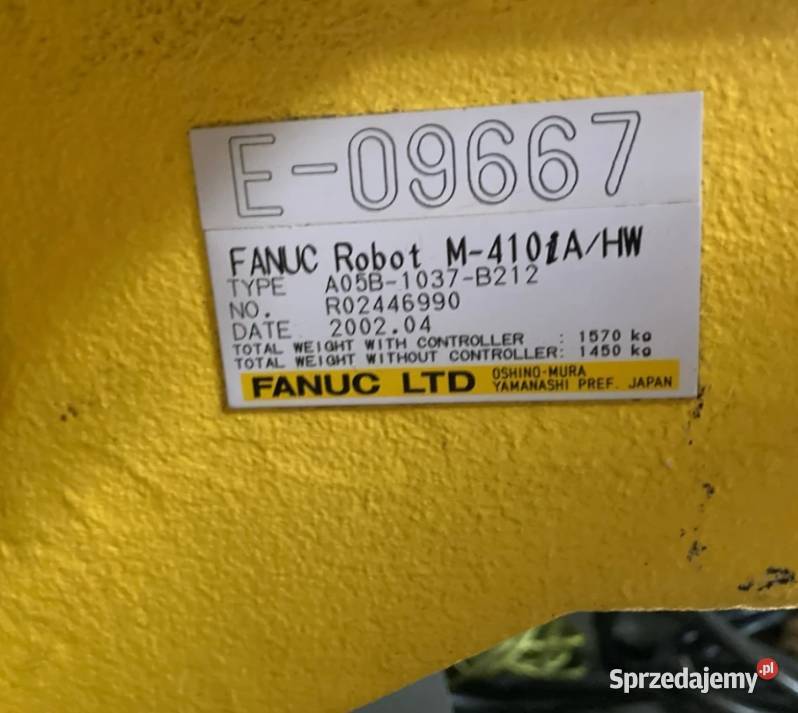 E-09667
FANUC Robot M-410iA/HW
TYPE A05B-1037-B212
NO. R02446990
DATE 2002.04
TOTAL WEIGHT WITH CONTROLLER : 1570 kg
TOTAL WEIGHT WITHOUT CONTROLLER: 1450 kg
FANUC LTD OSHINO-MURA
YAMANASHI PREF. JAPAN
Sprzedajemy.pl